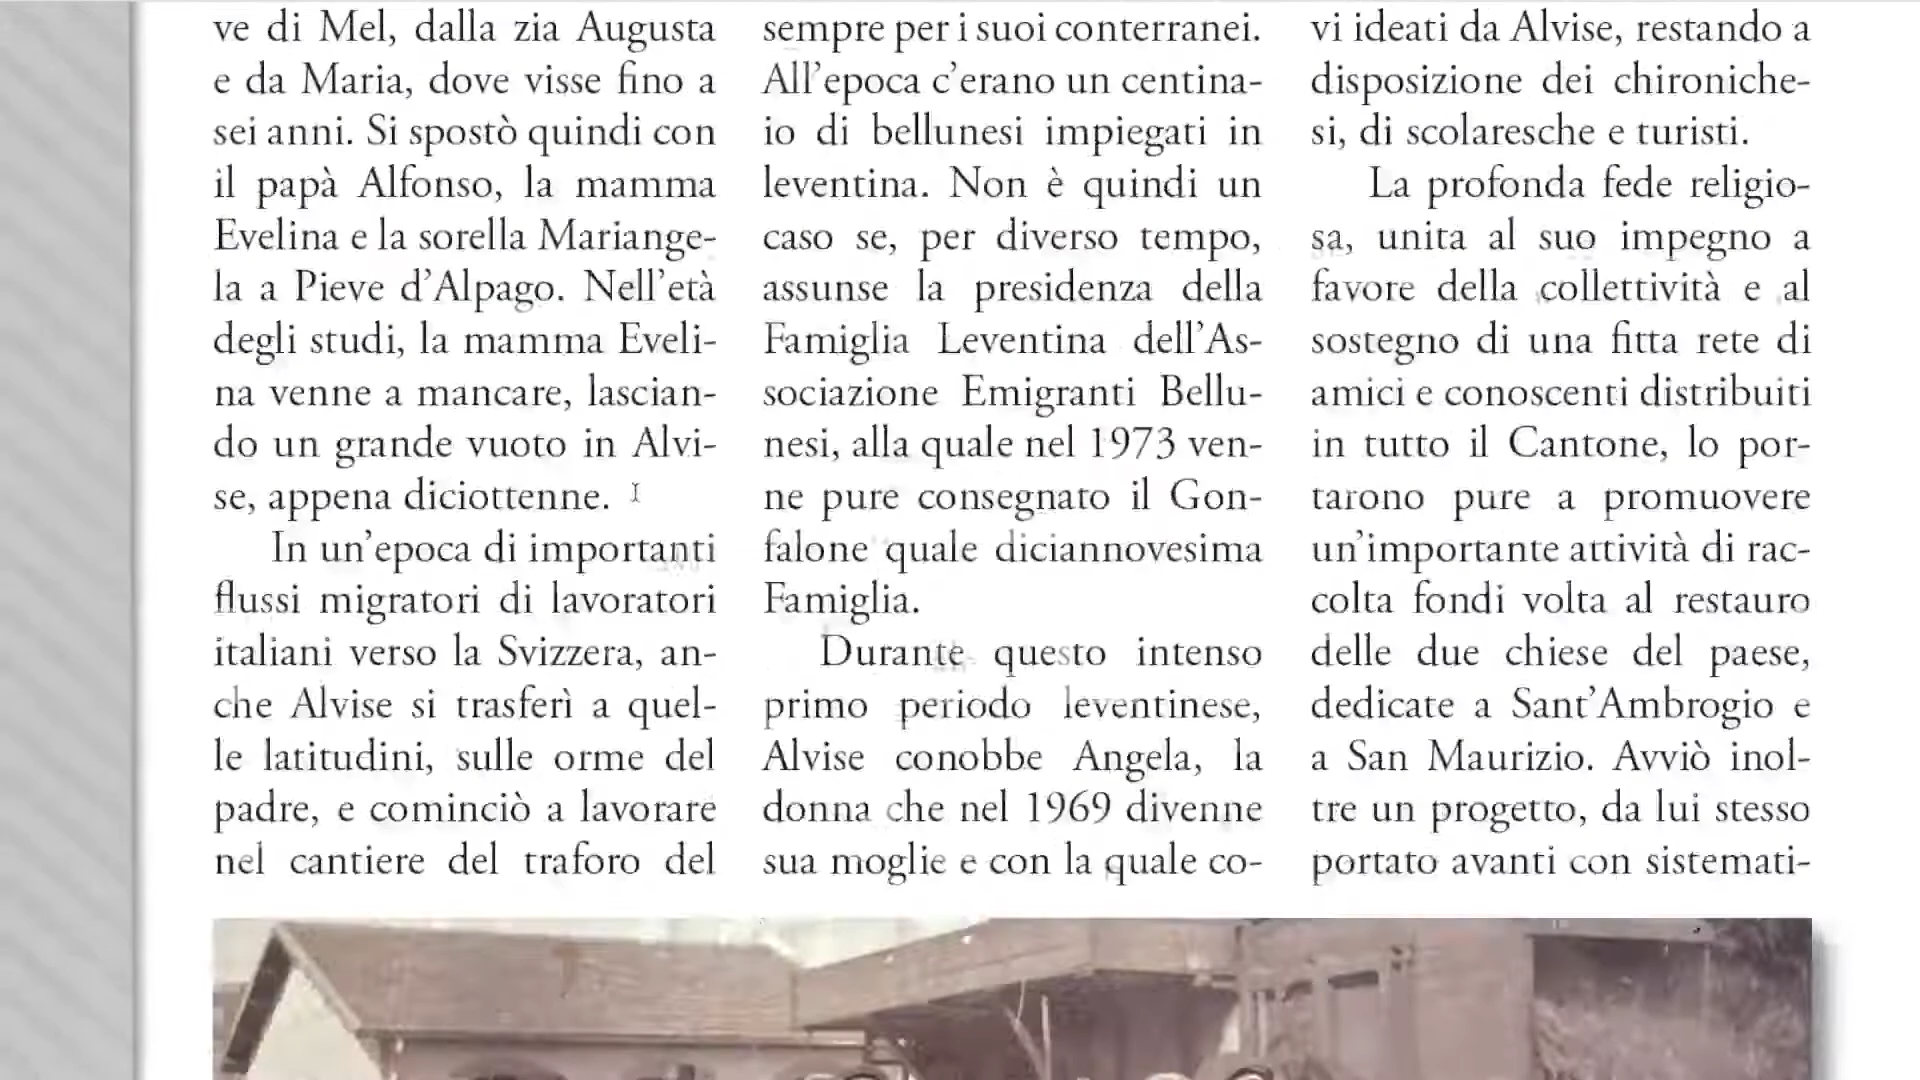 ve di Mel, dalla zia Augusta
e da Maria, dove visse fino a
sei anni. Si spostò quindi con
il papà Alfonso, la mamma
Evelina e la sorella Mariange-
la a Pieve d'Alpago. Nell'età
degli studi, la mamma Eveli-
na venne a mancare, lascian-
do un grande vuoto in Alvi-
se, appena diciottenne.
In un'epoca di importanti
flussi migratori di lavoratori
italiani verso la Svizzera, an-
che Alvise si trasferì a quel-
le latitudini, sulle orme del
padre, e cominciò a lavorare
nel cantiere del traforo del
sempre per i suoi conterranei.
All'epoca c'erano un centina-
io di bellunesi impiegati in
leventina. Non è quindi un
caso se, per diverso tempo,
assunse la presidenza della
Famiglia Leventina dell'As-
sociazione Emigranti Bellu-
nesi, alla quale nel 1973 ven-
ne pure consegnato il Gon-
falone quale diciannovesima
Famiglia.
Durante questo intenso
primo periodo leventinese,
Alvise conobbe Angela, la
donna che nel 1969 divenne
sua moglie e con la quale co-
vi ideati da Alvise, restando a
disposizione dei chironiche-
si, di scolaresche e turisti.
La profonda fede religio-
sa, unita al suo impegno a
favore della collettività e al
sostegno di una fitta rete di
amici e conoscenti distribuiti
in tutto il Cantone, lo por-
tarono pure a promuovere
un'importante attività di rac-
colta fondi volta al restauro
delle due chiese del paese,
dedicate a Sant'Ambrogio e
a San Maurizio. Avviò inol-
tre un progetto, da lui stesso
portato avanti con sistemati-